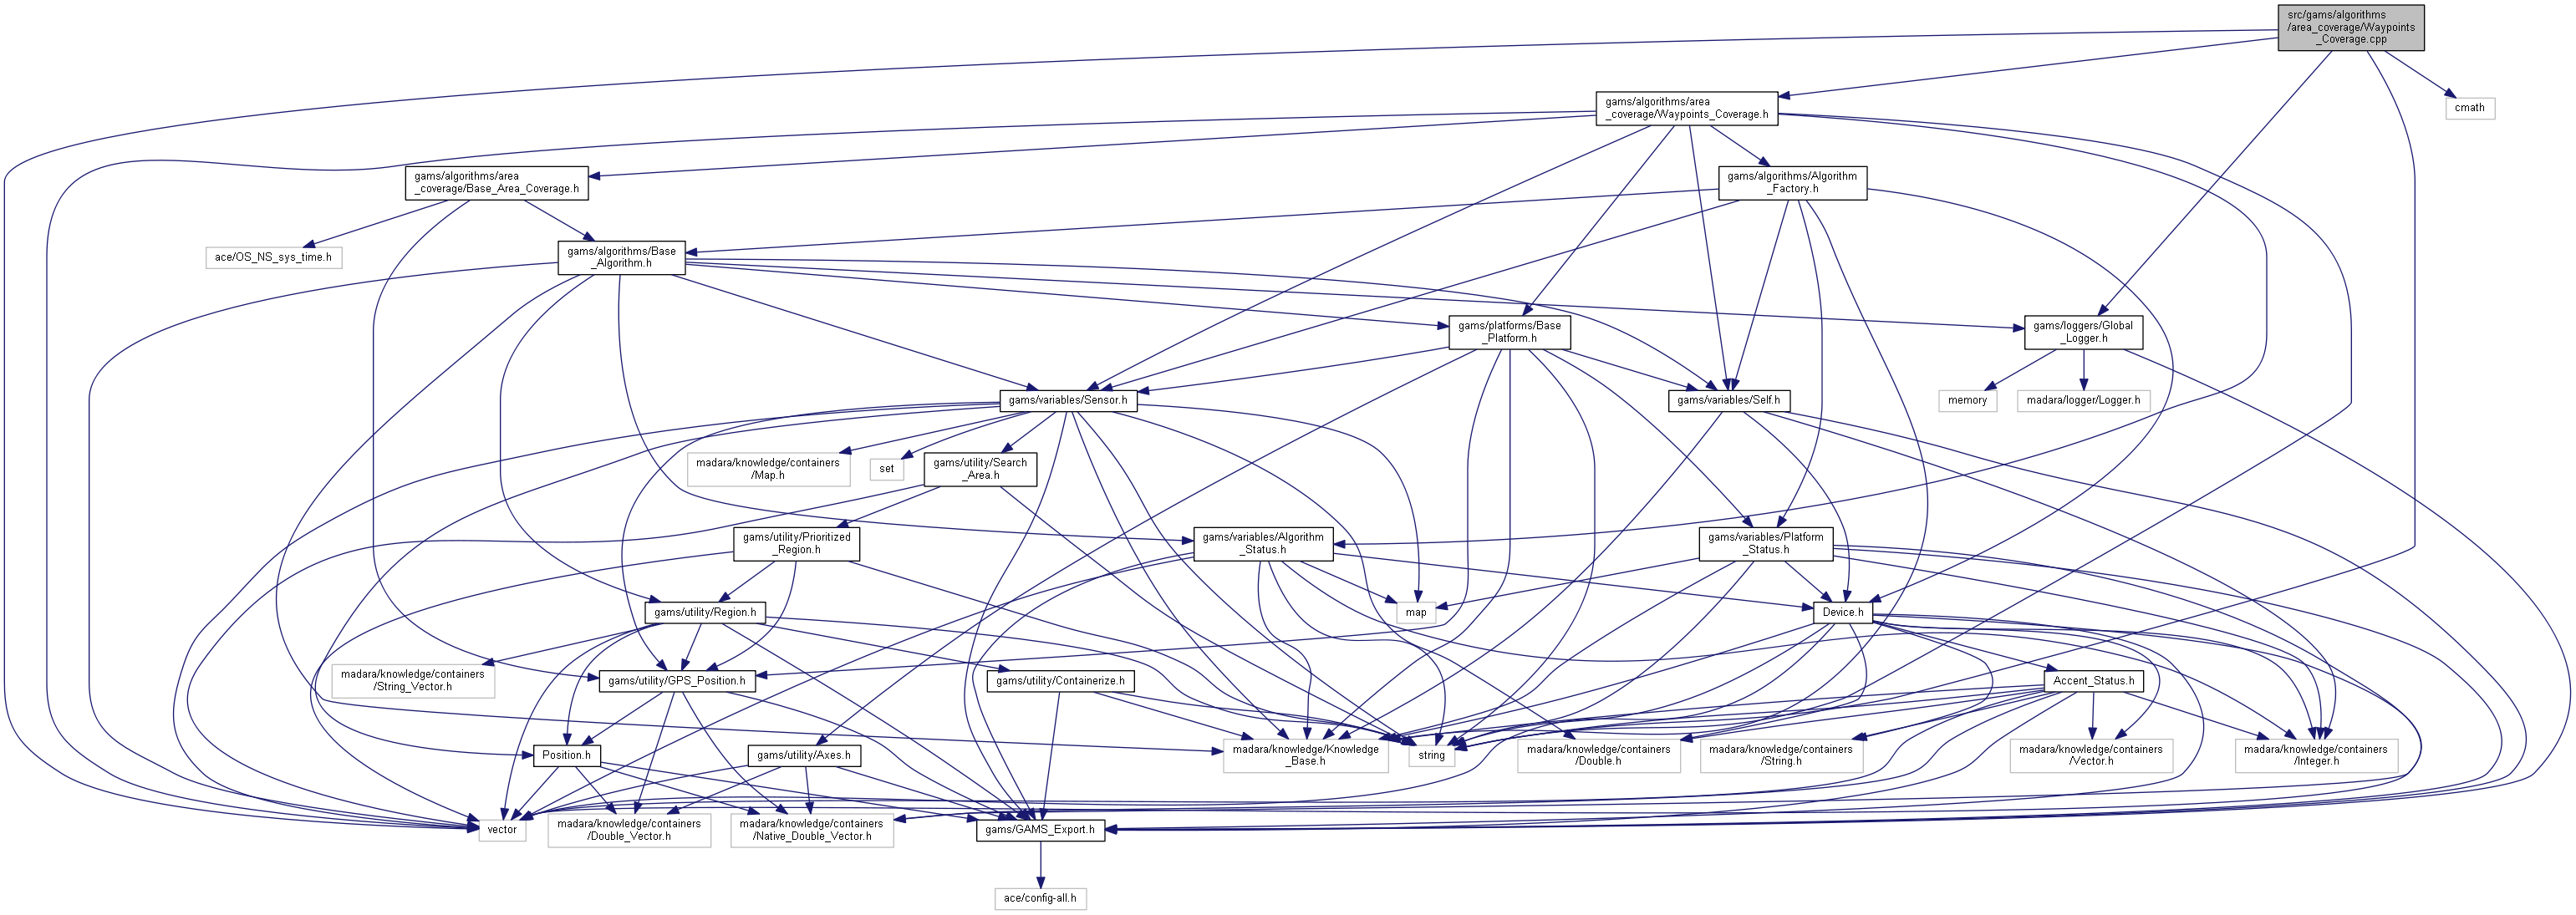 src/gams/algorithms
/area_coverage/Waypoints
_Coverage.cpp
gams/algorithms/area
_coverage/Waypoints_Coverage.h
cmath
gams/algorithms/area
_coverage/Base_Area_Coverage.h
gams/algorithms/Algorithm
_Factory.h
ace/OS_NS_sys_time.h
gams/algorithms/Base
_Algorithm.h
gams/platforms/Base
_Platform.h
gams/loggers/Global
_Logger.h
gams/variables/Sensor.h
gams/variables/Self.h
memory
madara/logger/Logger.h
madara/knowledge/containers
/Map.h
set
gams/utility/Search
_Area.h
gams/utility/Prioritized
_Region.h
gams/variables/Algorithm
_Status.h
gams/variables/Platform
_Status.h
gams/utility/Region.h
map
Device.h
madara/knowledge/containers
/String_Vector.h
gams/utility/GPS_Position.h
gams/utility/Containerize.h
Accent_Status.h
Position.h
gams/utility/Axes.h
madara/knowledge/Knowledge
_Base.h
string
madara/knowledge/containers
/Double.h
madara/knowledge/containers
/String.h
madara/knowledge/containers
/Vector.h
madara/knowledge/containers
/Integer.h
vector
madara/knowledge/containers
/Double_Vector.h
madara/knowledge/containers
/Native_Double_Vector.h
gams/GAMS_Export.h
ace/config-all.h